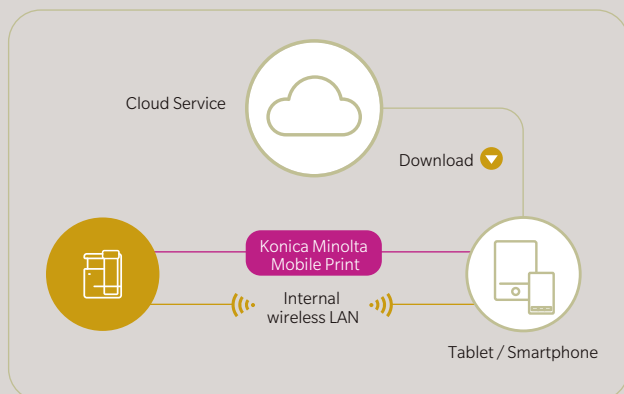 Cloud Service
Download
Konica Minolta
Mobile Print
Internal
wireless LAN
Tablet / Smartphone